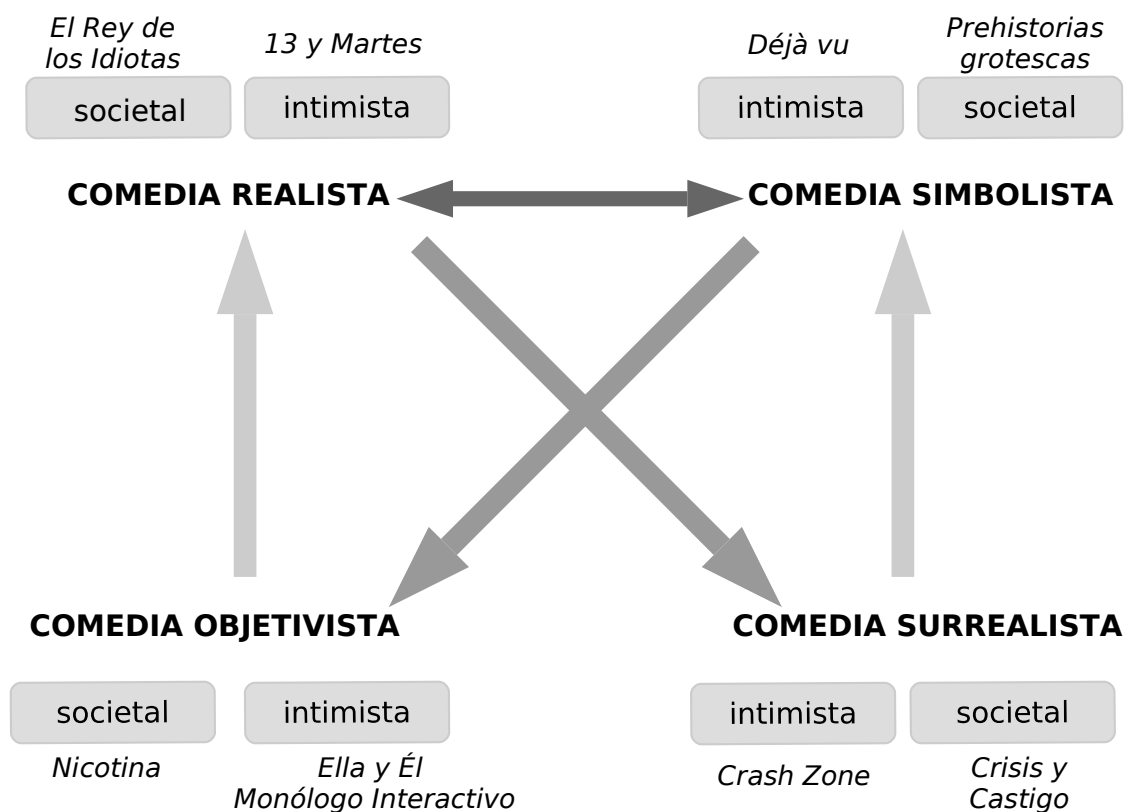 El Rey de
los Idiotas
13 y Martes
Déjà vu
Prehistorias
grotescas
societal
intimista
intimista
societal
COMEDIA REALISTA
COMEDIA SIMBOLISTA
COMEDIA OBJETIVISTA
COMEDIA SURREALISTA
societal
intimista
intimista
societal
Nicotina
Ella y Él
Monólogo Interactivo
Crash Zone
Crisis y
Castigo